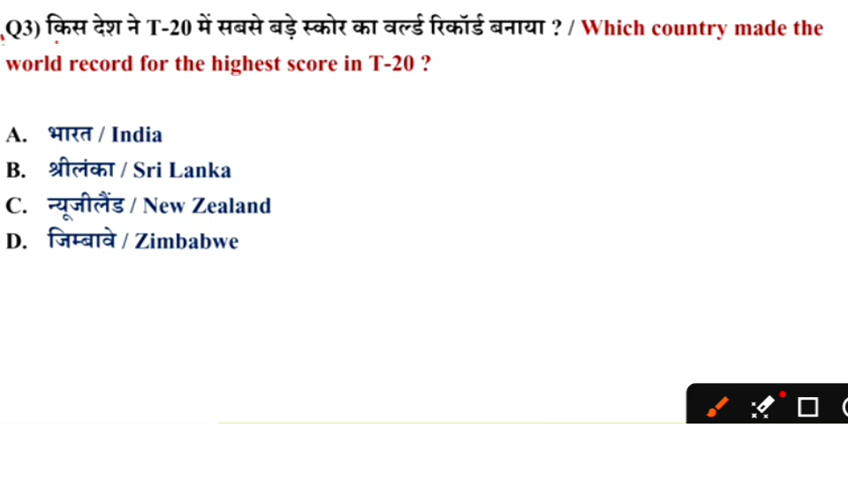 Q3) किस देश ने T-20 में सबसे बड़े स्कोर का वर्ल्ड रिकॉर्ड बनाया ? / Which country made the
world record for the highest score in T-20 ?
A. भारत / India
B. श्रीलंका / Sri Lanka
C. न्यूजीलैंड / New Zealand
D. जिम्बावे / Zimbabwe